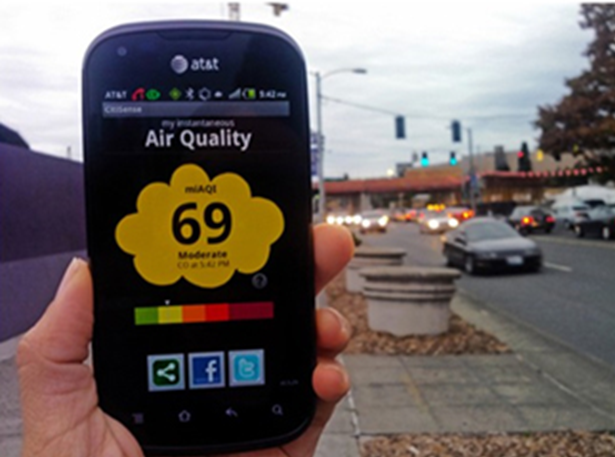 at&t
AT&T 5:42 PM
CitiSense
my instantaneous
Air Quality
miAQI
69
Moderate
CO at 5:42 PM
?
f
t